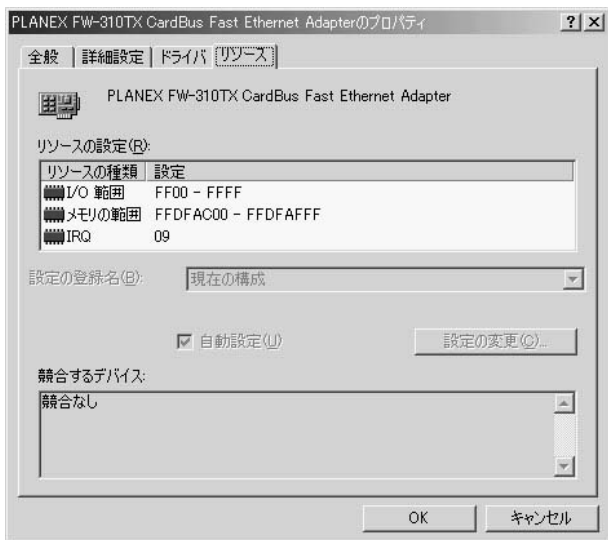 PLANEX FW-310TX CardBus Fast Ethernet Adapterのプロパティ
全般 詳細設定 ドライバ リソース
PLANEX FW-310TX CardBus Fast Ethernet Adapter
リソースの設定(R):
リソースの種類 設定
I/O 範囲 FF00 - FFFF
メモリの範囲 FFDFAC00 - FFDFAFFF
IRQ 09
設定の登録名(B): 現在の構成
自動設定(U) 設定の変更(C)...
競合するデバイス:
競合なし
OK キャンセル